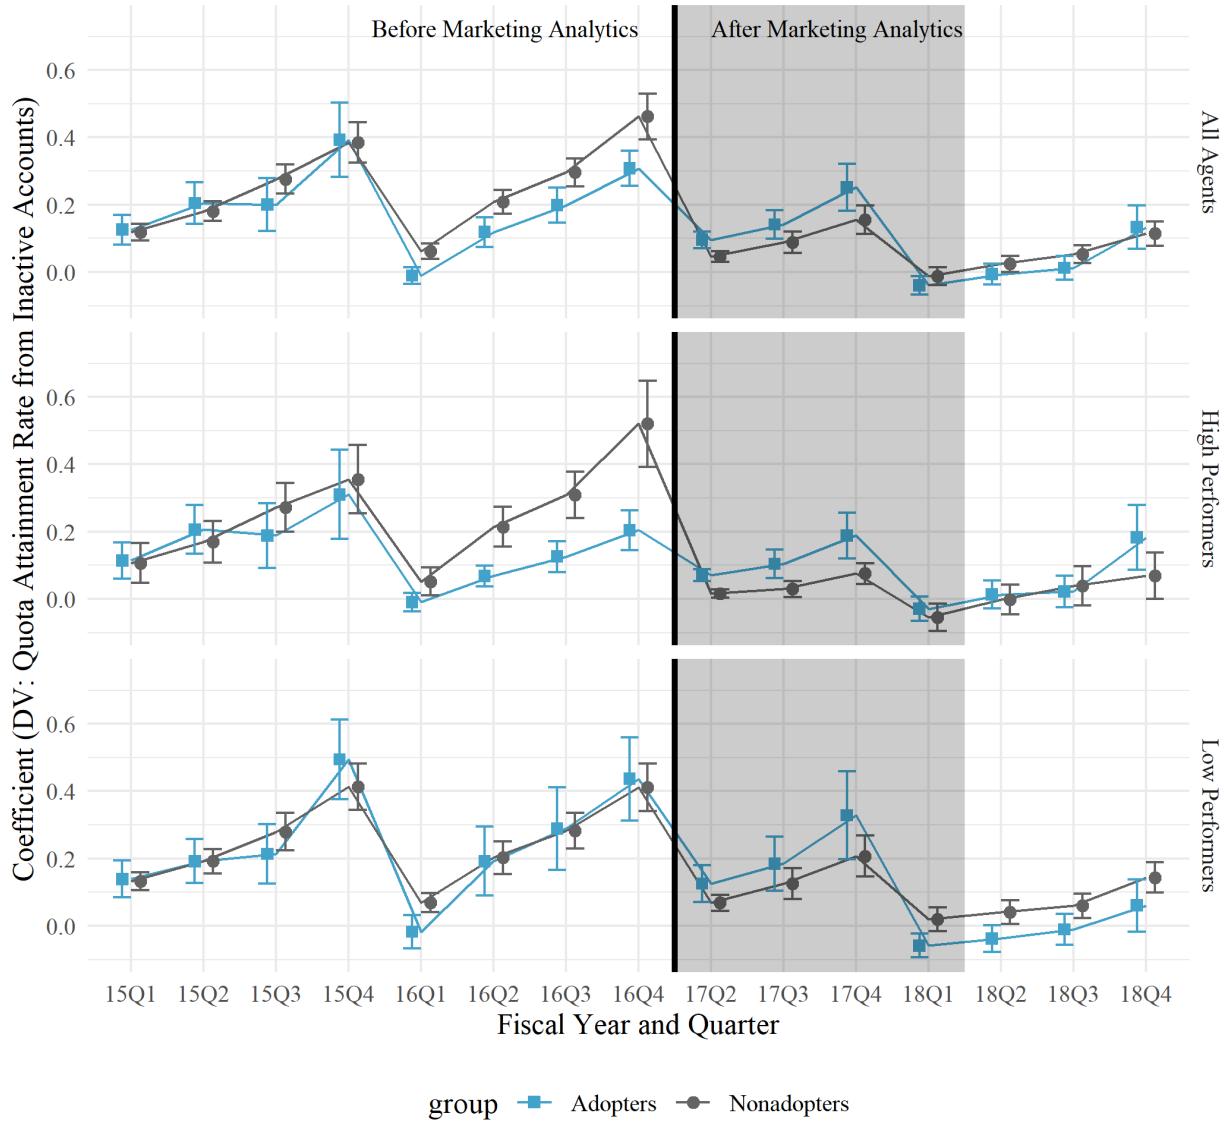 Before Marketing Analytics
After Marketing Analytics
Coefficient (DV: Quota Attainment Rate from Inactive Accounts)
0.6
0.4
0.2
0.0
All Agents
0.6
0.4
0.2
0.0
High Performers
0.6
0.4
0.2
0.0
Low Performers
15Q1 15Q2 15Q3 15Q4 16Q1 16Q2 16Q3 16Q4 17Q2 17Q3 17Q4 18Q1 18Q2 18Q3 18Q4
Fiscal Year and Quarter
group Adopters Nonadopters